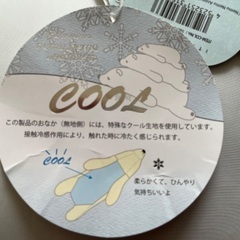 COOL
この製品のおなか（無地側）には、特殊なクール生地を使用しています。
接触冷感作用により、触れた時に冷たく感じられます。
COOL
柔らかくて、ひんやり
気持ちいいよ